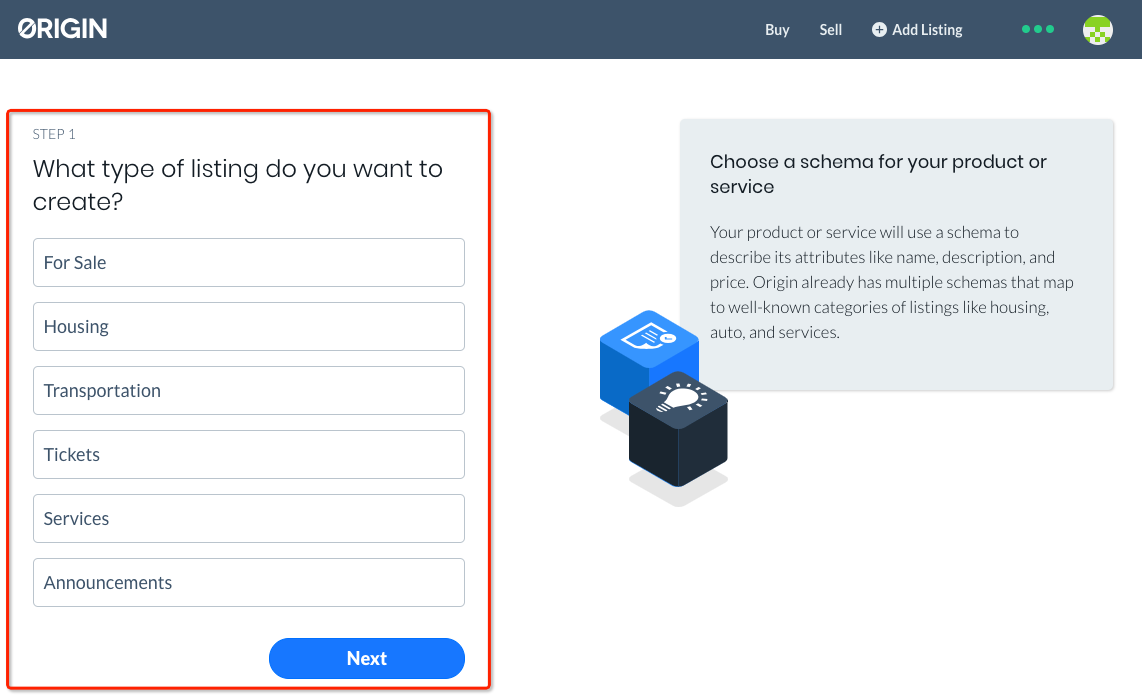 ORIGIN
Buy
Sell
Add Listing
STEP 1
What type of listing do you want to
create?
For Sale
Housing
Transportation
Tickets
Services
Announcements
Next
Choose a schema for your product or
service
Your product or service will use a schema to
describe its attributes like name, description, and
price. Origin already has multiple schemas that map
to well-known categories of listings like housing,
auto, and services.